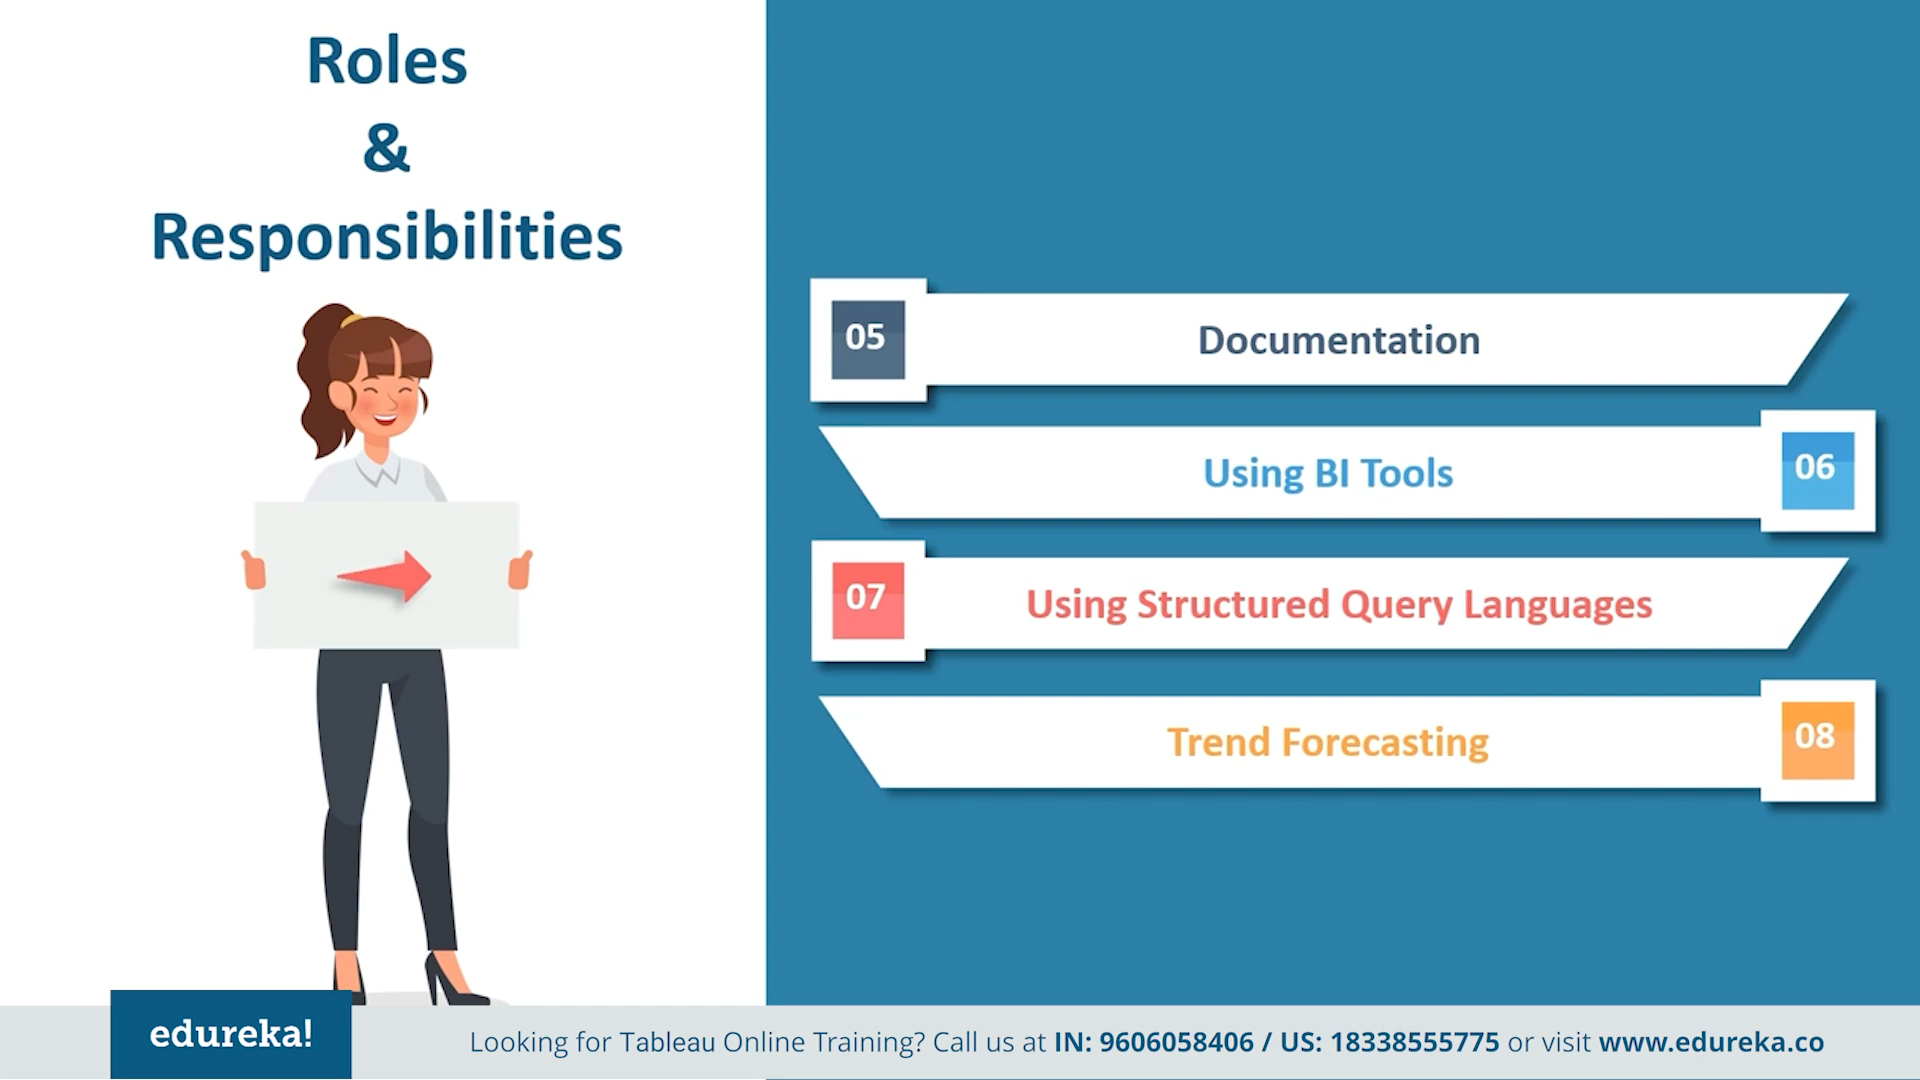 Roles
&
Responsibilities
05
Documentation
Using BI Tools
06
07
Using Structured Query Languages
Trend Forecasting
08
edureka!
Looking for Tableau Online Training? Call us at IN: 9606058406 / US: 18338555775 or visit www.edureka.co